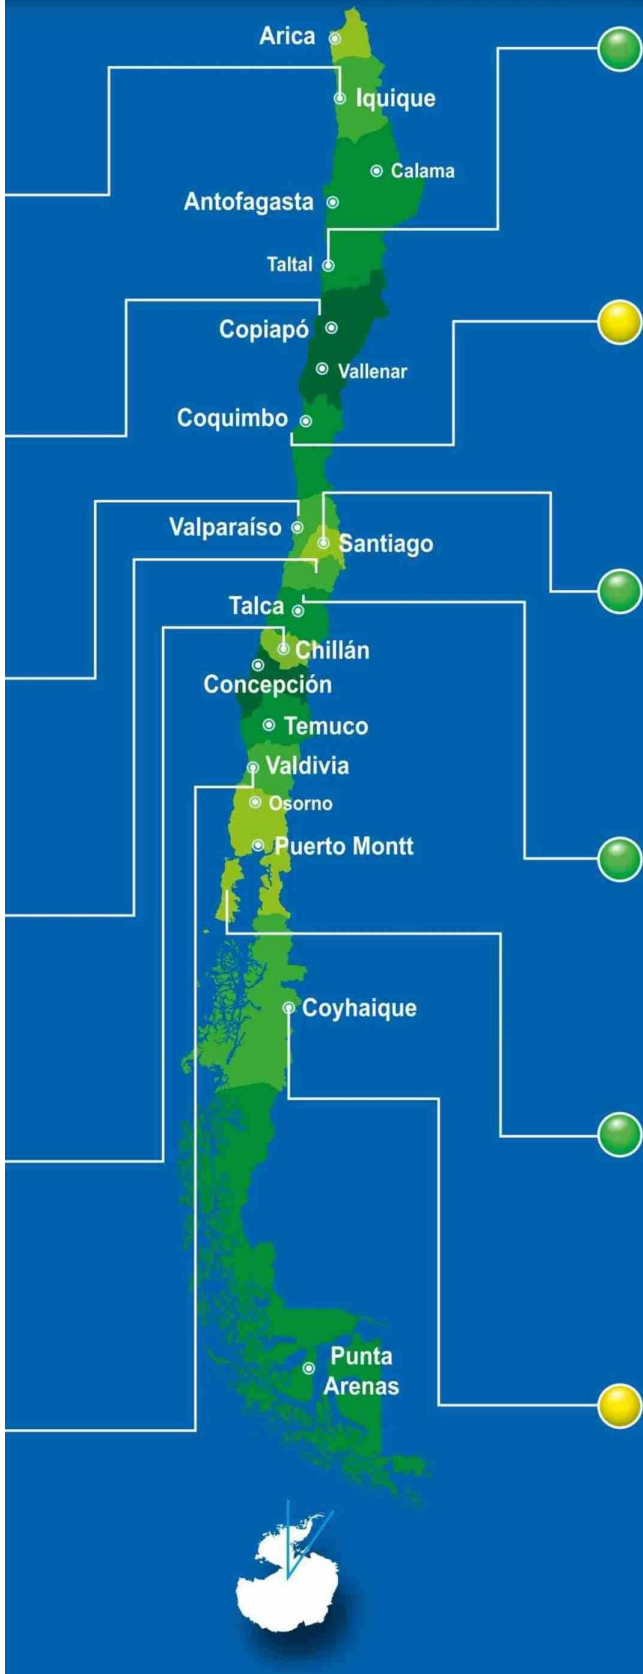 Arica
Iquique
Calama
Antofagasta
Taltal
Copiapó
Vallenar
Coquimbo
Valparaíso
Santiago
Talca
Chillán
Concepción
Temuco
Valdivia
Osorno
Puerto Montt
Coyhaique
Punta
Arenas